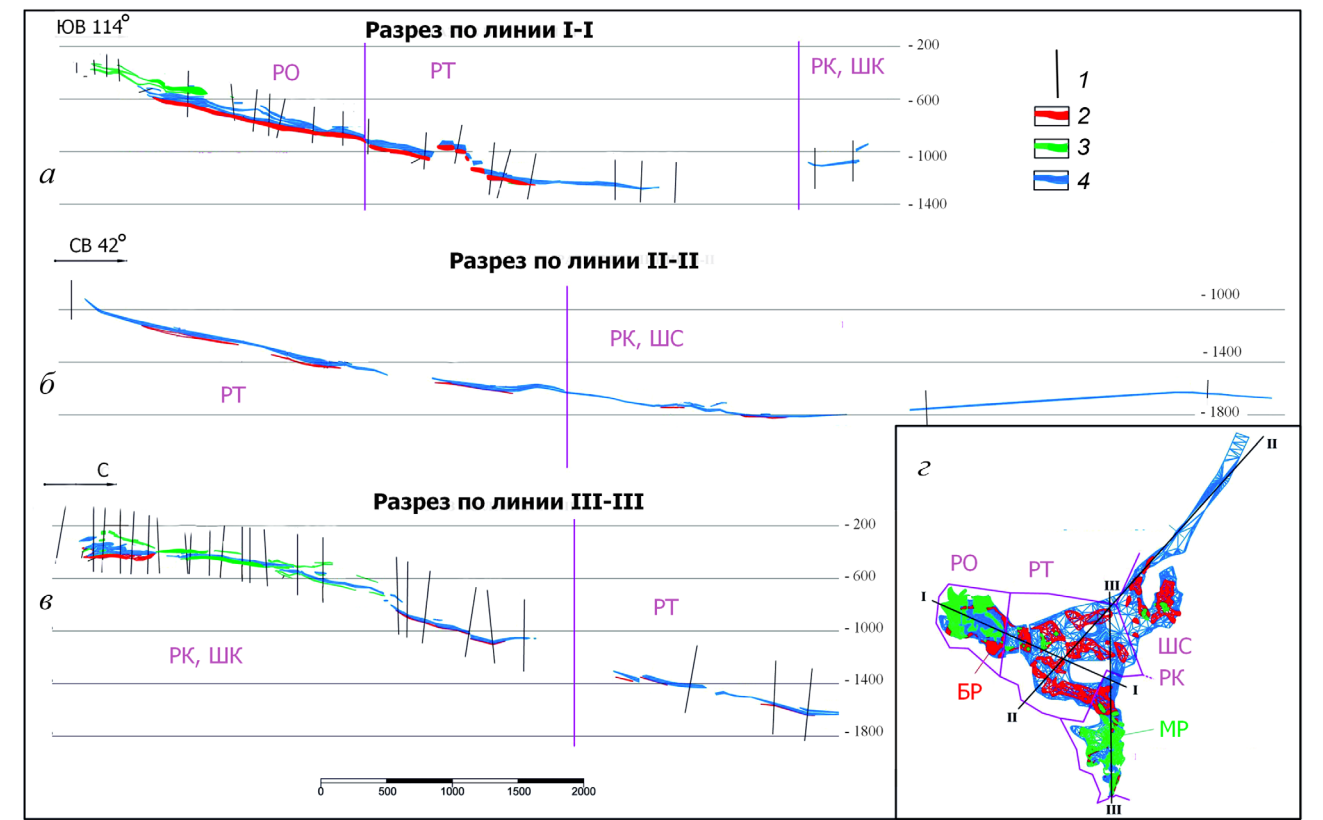 ЮВ 114°
Разрез по линии I-I
РО
РТ
РК, ШК
- 200
- 600
- 1000
- 1400
а
1
2
3
4
СВ 42°
Разрез по линии II-II
РК, ШС
РТ
- 1000
- 1400
- 1800
б
С
Разрез по линии III-III
- 200
- 600
- 1000
- 1400
- 1800
в
РТ
РК, ШК
0 500 1000 1500 2000
г
II
РО
РТ
III
I
ШС
РК
БР
I
II
МР
III